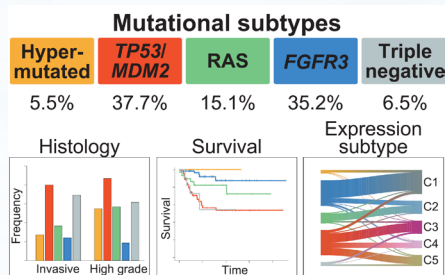 Mutational subtypes
Hyper-
mutated
TP53/
MDM2
RAS
FGFR3
Triple
negative
5.5%
37.7%
15.1%
35.2%
6.5%
Histology
Frequency
Invasive
High grade
Survival
Survival
Time
Expression
subtype
C1
C2
C3
C4
C5